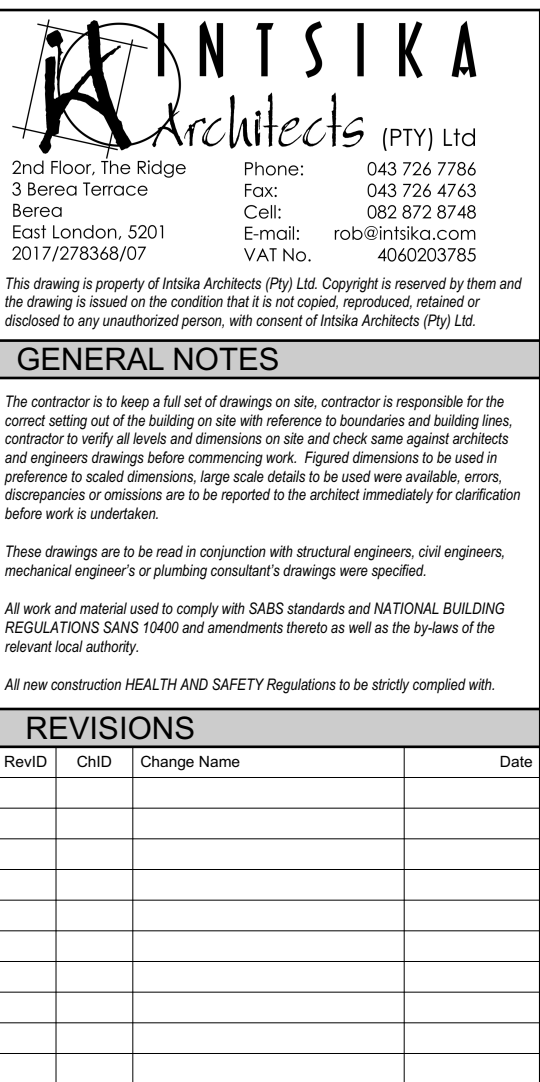 iA INTSIKA
Architects (PTY) Ltd
2nd Floor, The Ridge
3 Berea Terrace
Berea
East London, 5201
2017/278368/07
Phone: 043 726 7786
Fax: 043 726 4763
Cell: 082 872 8748
E-mail: rob@intsika.com
VAT No. 4060203785
This drawing is property of Intsika Architects (Pty) Ltd. Copyright is reserved by them and
the drawing is issued on the condition that it is not copied, reproduced, retained or
disclosed to any unauthorized person, with consent of Intsika Architects (Pty) Ltd.
GENERAL NOTES
The contractor is to keep a full set of drawings on site, contractor is responsible for the
correct setting out of the building on site with reference to boundaries and building lines,
contractor to verify all levels and dimensions on site and check same against architects
and engineers drawings before commencing work. Figured dimensions to be used in
preference to scaled dimensions, large scale details to be used were available, errors,
discrepancies or omissions are to be reported to the architect immediately for clarification
before work is undertaken.
These drawings are to be read in conjunction with structural engineers, civil engineers,
mechanical engineer's or plumbing consultant's drawings were specified.
All work and material used to comply with SABS standards and NATIONAL BUILDING
REGULATIONS SANS 10400 and amendments thereto as well as the by-laws of the
relevant local authority.
All new construction HEALTH AND SAFETY Regulations to be strictly complied with.
REVISIONS
RevID ChID Change Name Date